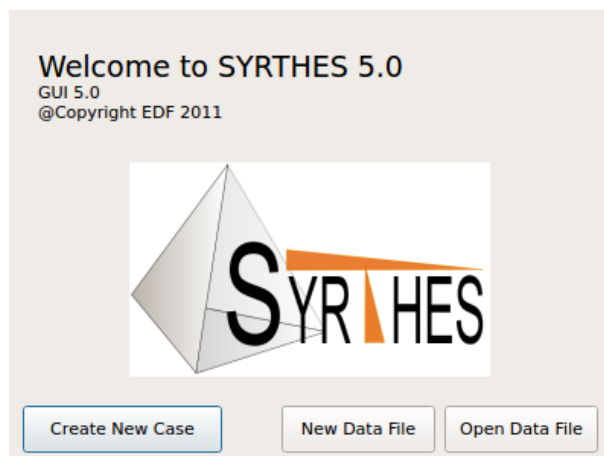 Welcome to SYRTHES 5.0
GUI 5.0
@Copyright EDF 2011
SYRTHES
Create New Case
New Data File
Open Data File